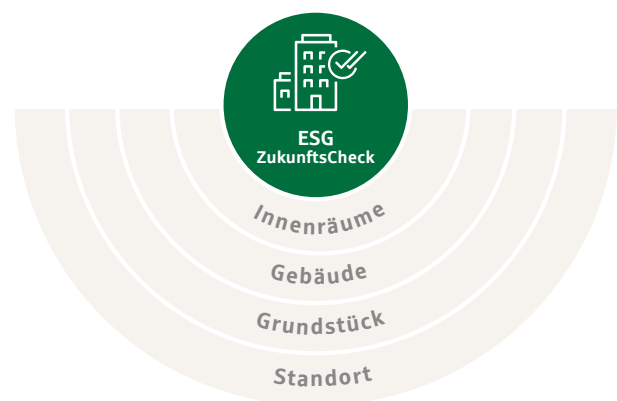 ESG
ZukunftsCheck
Innenräume
Gebäude
Grundstück
Standort